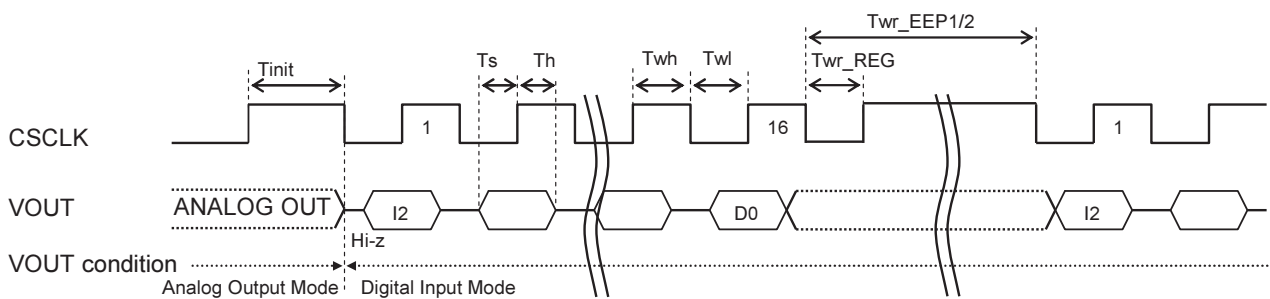 Twr_EEP1/2
Tinit Ts Th Twh Twl Twr_REG
CSCLK 1 16 1
VOUT ANALOG OUT I2 D0 I2
Hi-z
VOUT condition
Analog Output Mode Digital Input Mode